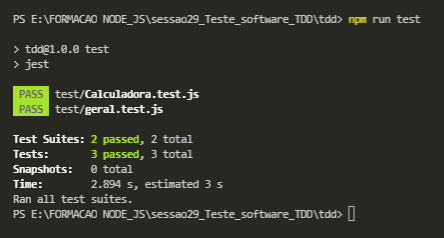 PS E:\FORMACAO NODE_JS\sessao29_Teste_software_TDD\tdd> npm run test
> tdd@1.0.0 test
> jest
PASS test/Calculadora.test.js
PASS test/geral.test.js
Test Suites: 2 passed, 2 total
Tests: 3 passed, 3 total
Snapshots: 0 total
Time: 2.894 s, estimated 3 s
Ran all test suites.
PS E:\FORMACAO NODE_JS\sessao29_Teste_software_TDD\tdd>